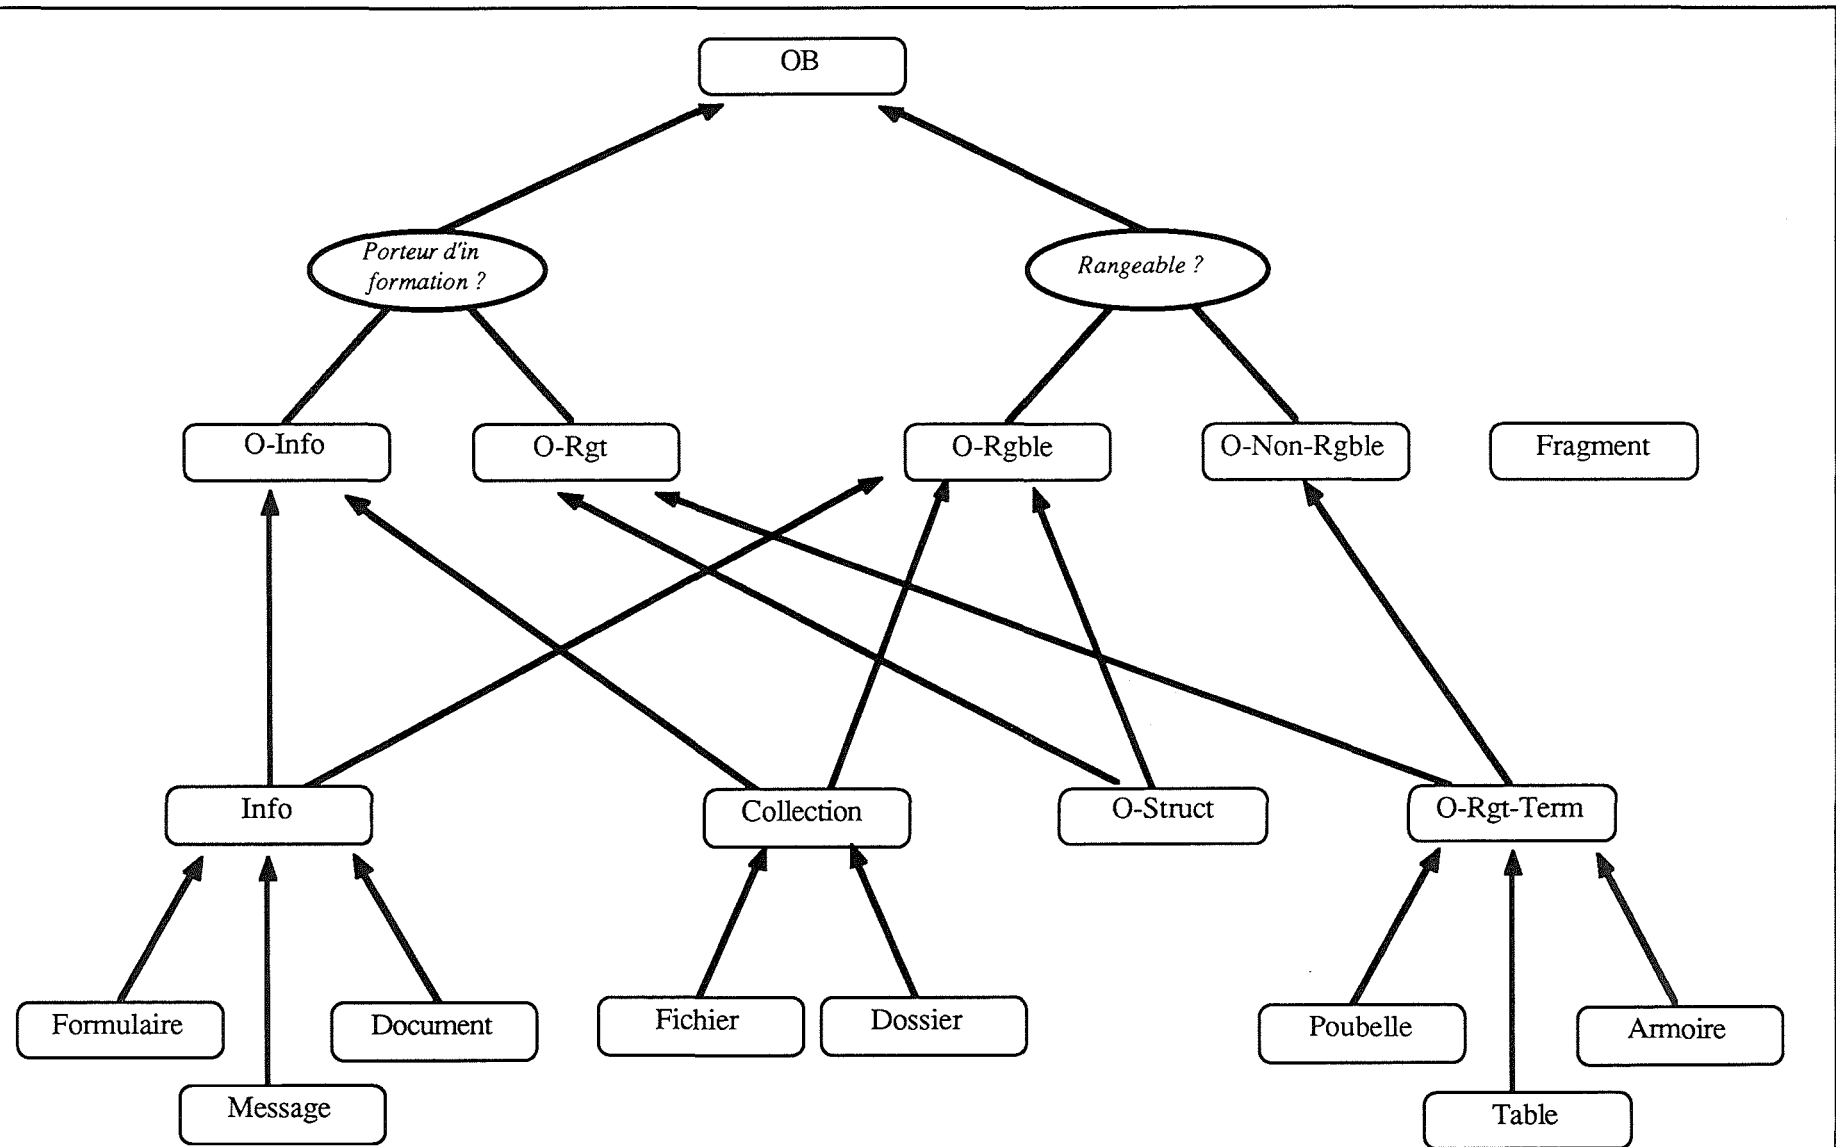 OB
Porteur d'in
formation ?
Rangeable ?
O-Info
O-Rgt
O-Rgble
O-Non-Rgble
Fragment
Info
Collection
O-Struct
O-Rgt-Term
Formulaire
Document
Fichier
Dossier
Poubelle
Armoire
Message
Table